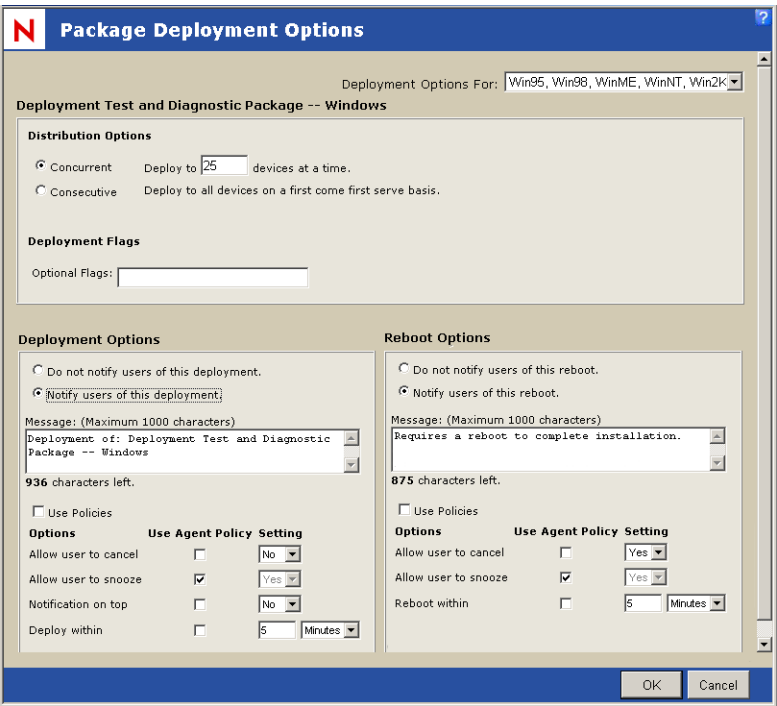 N Package Deployment Options ?
Deployment Options For: Win95, Win98, WinME, WinNT, Win2K
Deployment Test and Diagnostic Package -- Windows
Distribution Options
Concurrent Deploy to 25 devices at a time.
Consecutive Deploy to all devices on a first come first serve basis.
Deployment Flags
Optional Flags:
Deployment Options
Do not notify users of this deployment.
Notify users of this deployment.
Message: (Maximum 1000 characters)
Deployment of: Deployment Test and Diagnostic
Package -- Windows
936 characters left.
Use Policies
Options Use Agent Policy Setting
Allow user to cancel No
Allow user to snooze Yes
Notification on top No
Deploy within 5 Minutes
Reboot Options
Do not notify users of this reboot.
Notify users of this reboot.
Message: (Maximum 1000 characters)
Requires a reboot to complete installation.
875 characters left.
Use Policies
Options Use Agent Policy Setting
Allow user to cancel Yes
Allow user to snooze Yes
Reboot within 5 Minutes
OK Cancel